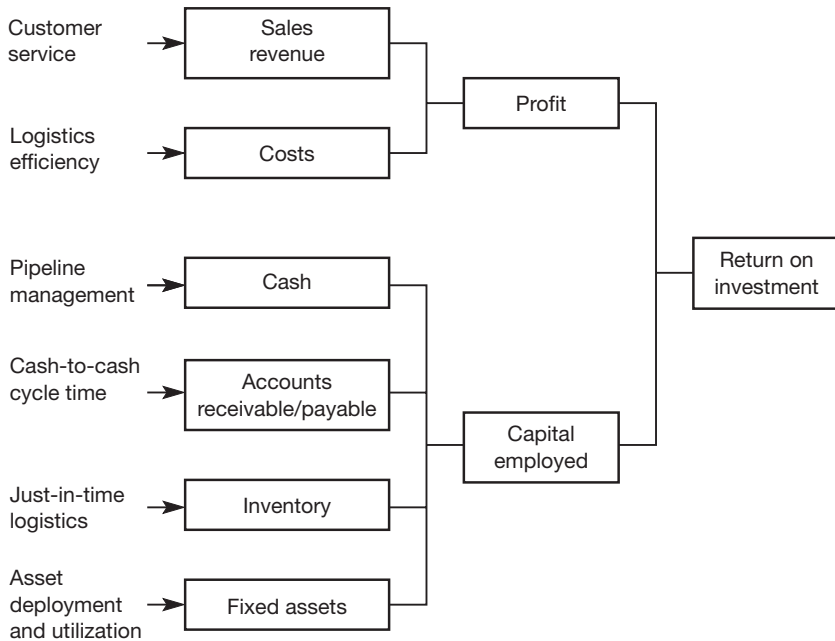 Customer
service
Sales
revenue
Profit
Logistics
efficiency
Costs
Return on
investment
Pipeline
management
Cash
Cash-to-cash
cycle time
Accounts
receivable/payable
Capital
employed
Just-in-time
logistics
Inventory
Asset
deployment
and utilization
Fixed assets